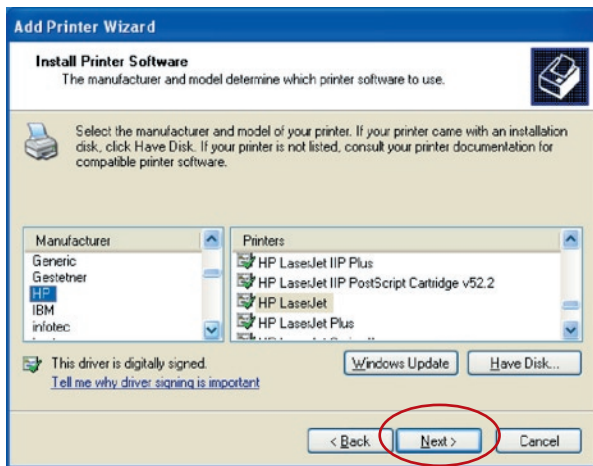 Add Printer Wizard
Install Printer Software
The manufacturer and model determine which printer software to use.
Select the manufacturer and model of your printer. If your printer came with an installation
disk, click Have Disk. If your printer is not listed, consult your printer documentation for
compatible printer software.
Manufacturer
Generic
Gestetner
HP
IBM
infotec
Printers
HP LaserJet IIP Plus
HP LaserJet IIP PostScript Cartridge v52.2
HP LaserJet
HP LaserJet Plus
This driver is digitally signed.
Tell me why driver signing is important
Windows Update
Have Disk...
< Back
Next >
Cancel